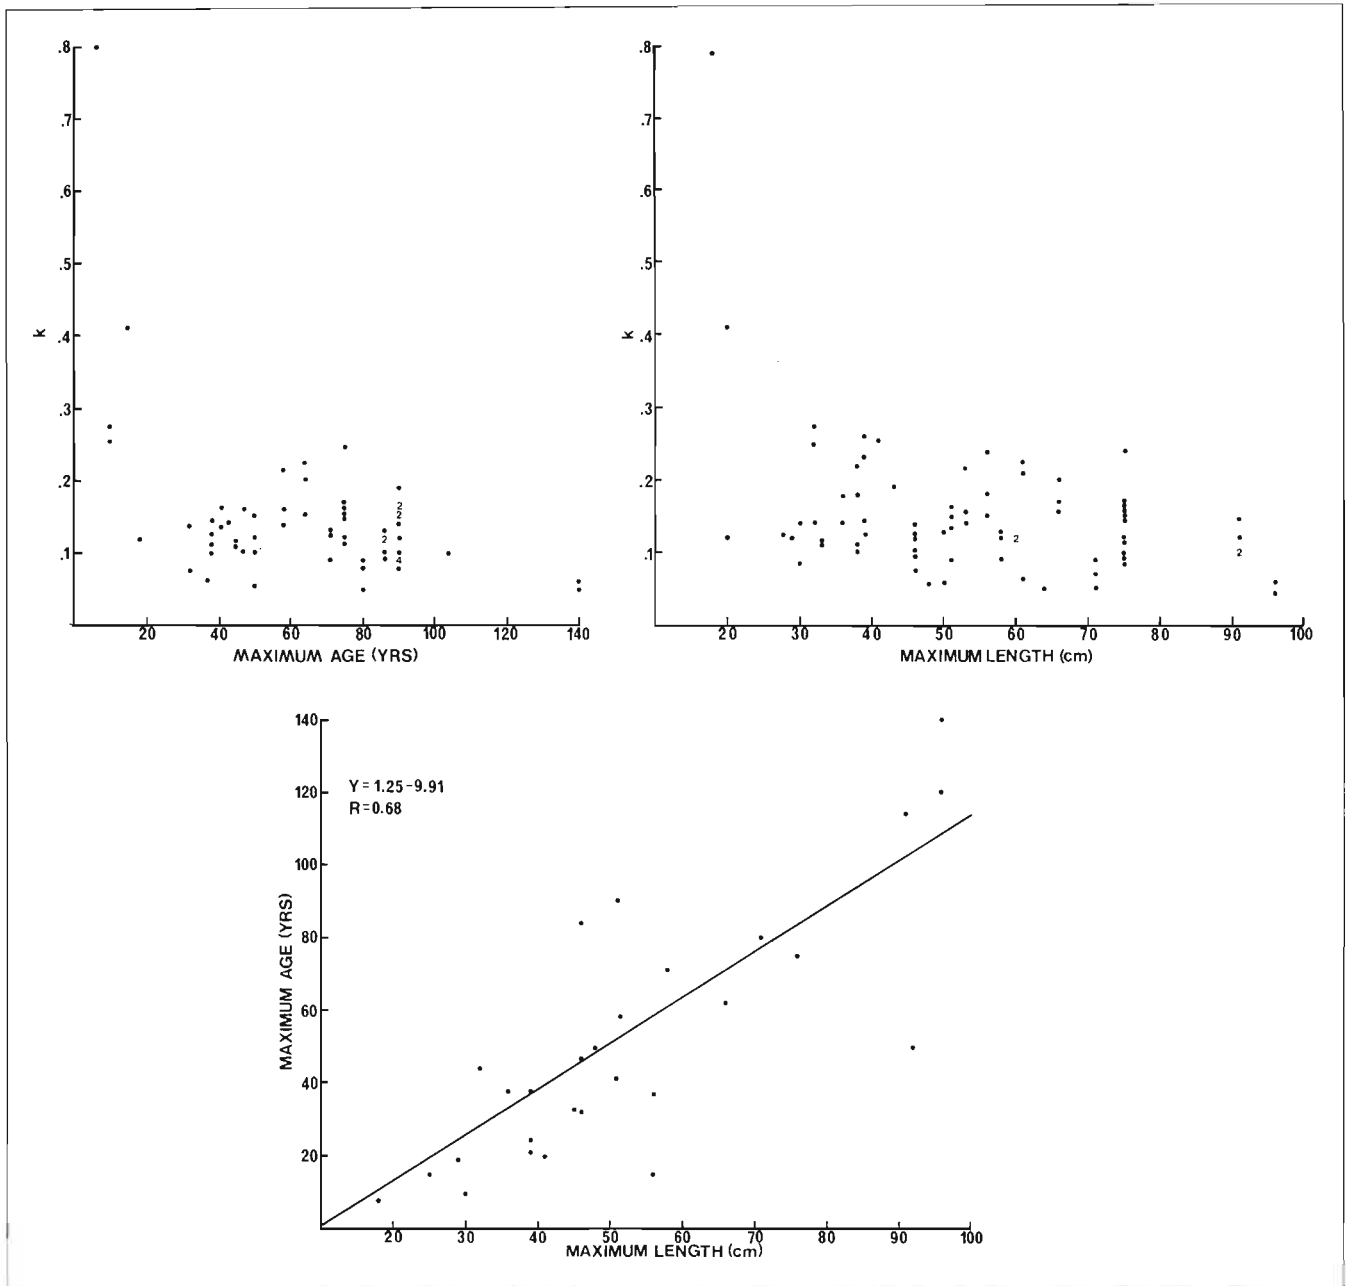 .8
.7
.6
.5
k
.4
.3
.2
.1
2
2
2
4
20 40 60 80 100 120 140
MAXIMUM AGE (YRS)
.8
.7
.6
.5
k
.4
.3
.2
.1
2
2
20 30 40 50 60 70 80 90 100
MAXIMUM LENGTH (cm)
140
120
100
80
60
40
20
MAXIMUM AGE (YRS)
Y = 1.25-9.91
R = 0.68
20 30 40 50 60 70 80 90 100
MAXIMUM LENGTH (cm)